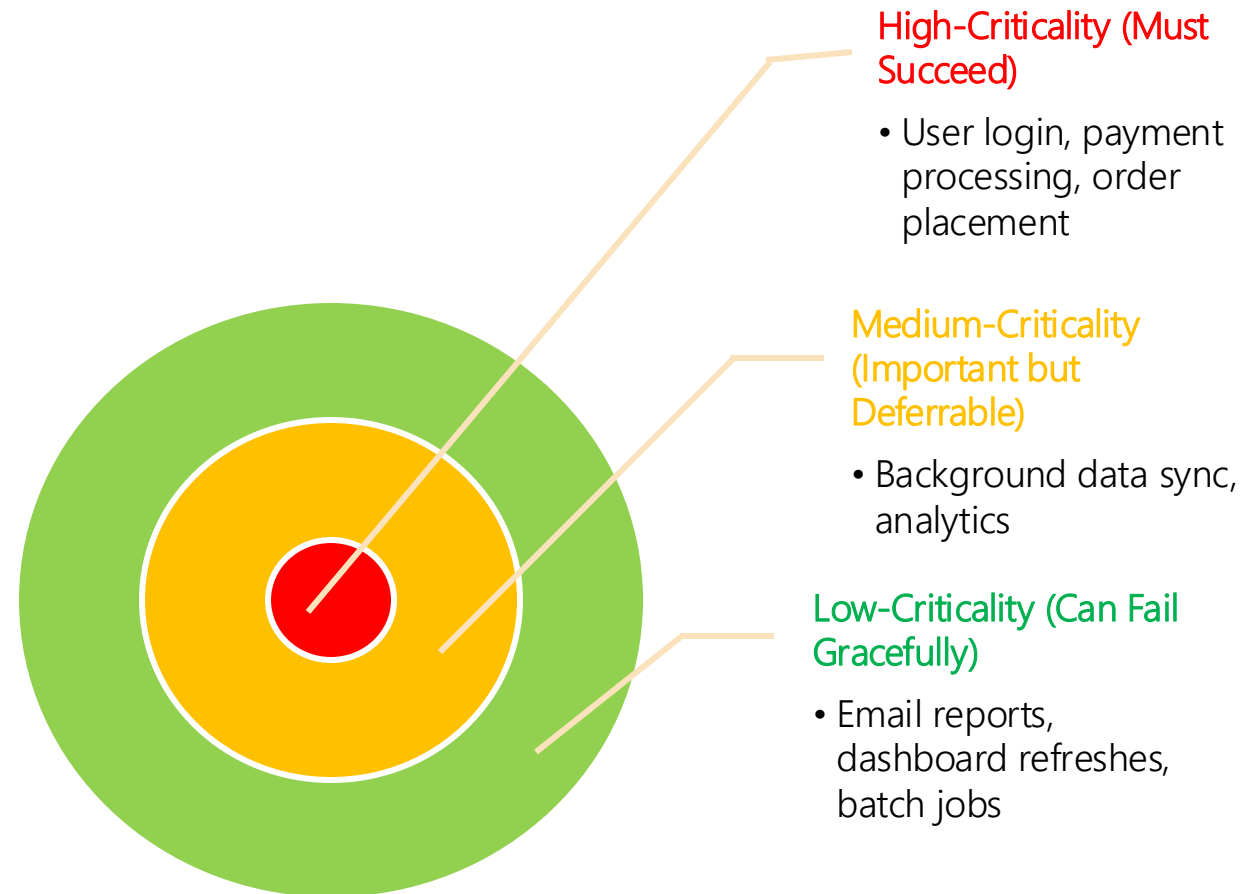 High-Criticality (Must
Succeed)
• User login, payment
processing, order
placement
Medium-Criticality
(Important but
Deferrable)
• Background data sync,
analytics
Low-Criticality (Can Fail
Gracefully)
• Email reports,
dashboard refreshes,
batch jobs